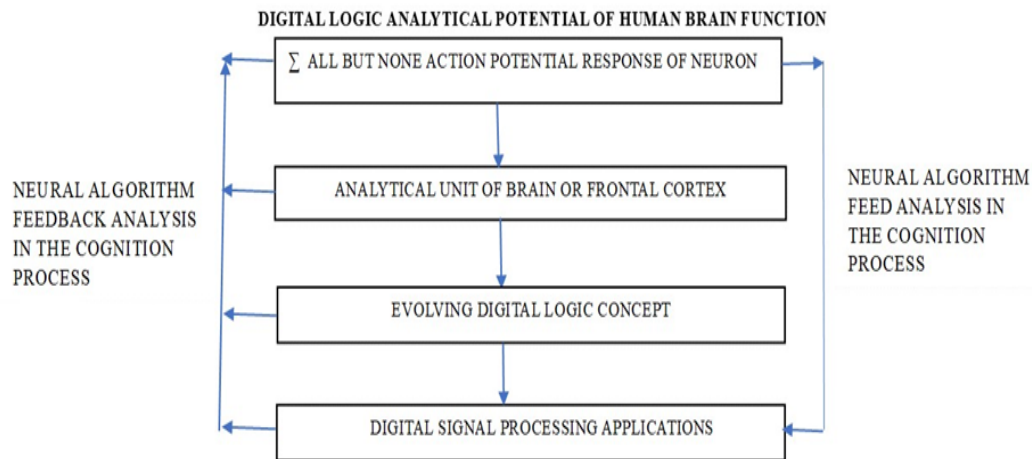 DIGITAL LOGIC ANALYTICAL POTENTIAL OF HUMAN BRAIN FUNCTION
∑ ALL BUT NONE ACTION POTENTIAL RESPONSE OF NEURON
ANALYTICAL UNIT OF BRAIN OR FRONTAL CORTEX
EVOLVING DIGITAL LOGIC CONCEPT
DIGITAL SIGNAL PROCESSING APPLICATIONS
NEURAL ALGORITHM
FEEDBACK ANALYSIS
IN THE COGNITION
PROCESS
NEURAL ALGORITHM
FEED ANALYSIS IN
THE COGNITION
PROCESS